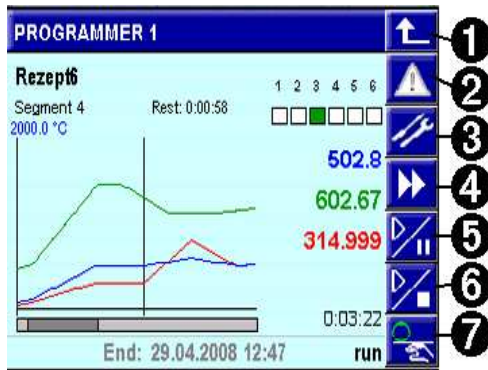 PROGRAMMER 1
Rezept6
1 2 3 4 5 6
Segment 4 Rest: 0:00:58
2000.0 °C
502.8
602.67
314.999
0:03:22
End: 29.04.2008 12:47 run
1
2
3
4
5
6
7